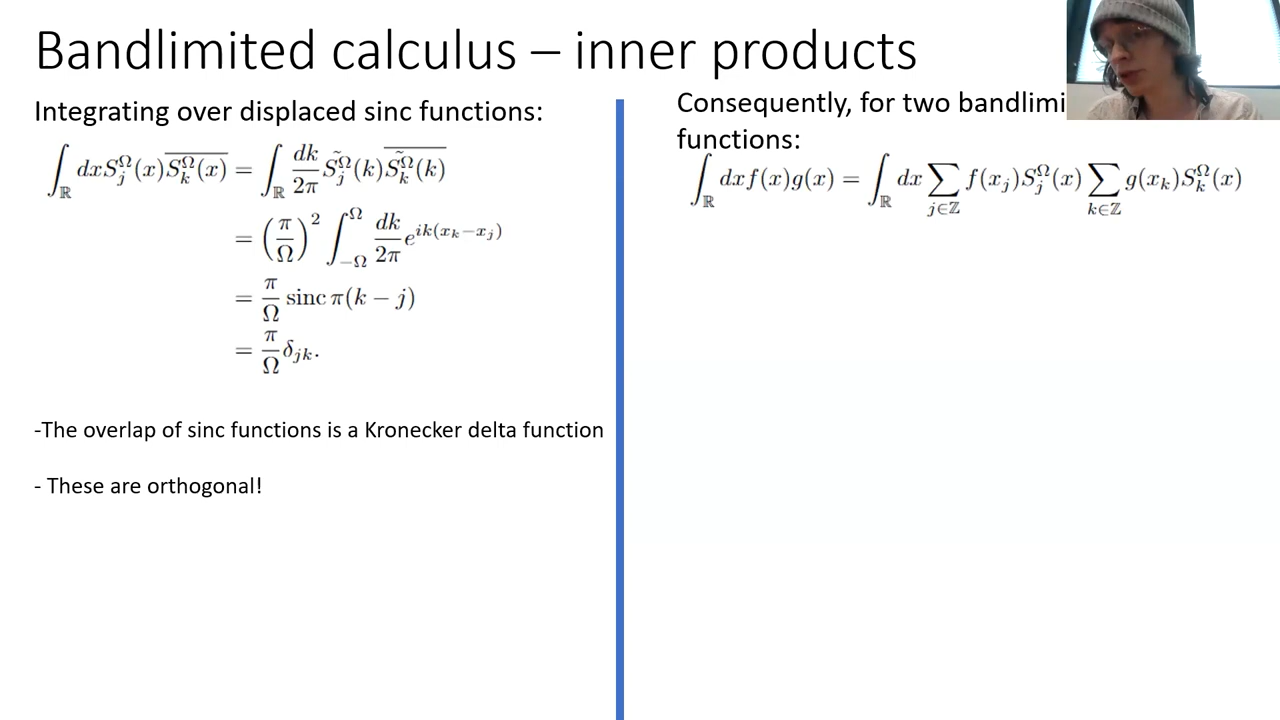 Bandlimited calculus – inner products
Integrating over displaced sinc functions:
∫_ℝ dx S_j^Ω(x) \overline{S_k^Ω(x)} = ∫_ℝ dk/2π \tilde{S}_j^Ω(k) \overline{\tilde{S}_k^Ω(k)}
= (π/Ω)^2 ∫_{-Ω}^{Ω} dk/2π e^{ik(x_k − x_j)}
= π/Ω sinc π(k − j)
= π/Ω δ_{jk}.
-The overlap of sinc functions is a Kronecker delta function
- These are orthogonal!
Consequently, for two bandlimi
functions:
∫_ℝ dx f(x)g(x) = ∫_ℝ dx ∑_{j∈ℤ} f(x_j)S_j^Ω(x) ∑_{k∈ℤ} g(x_k)S_k^Ω(x)